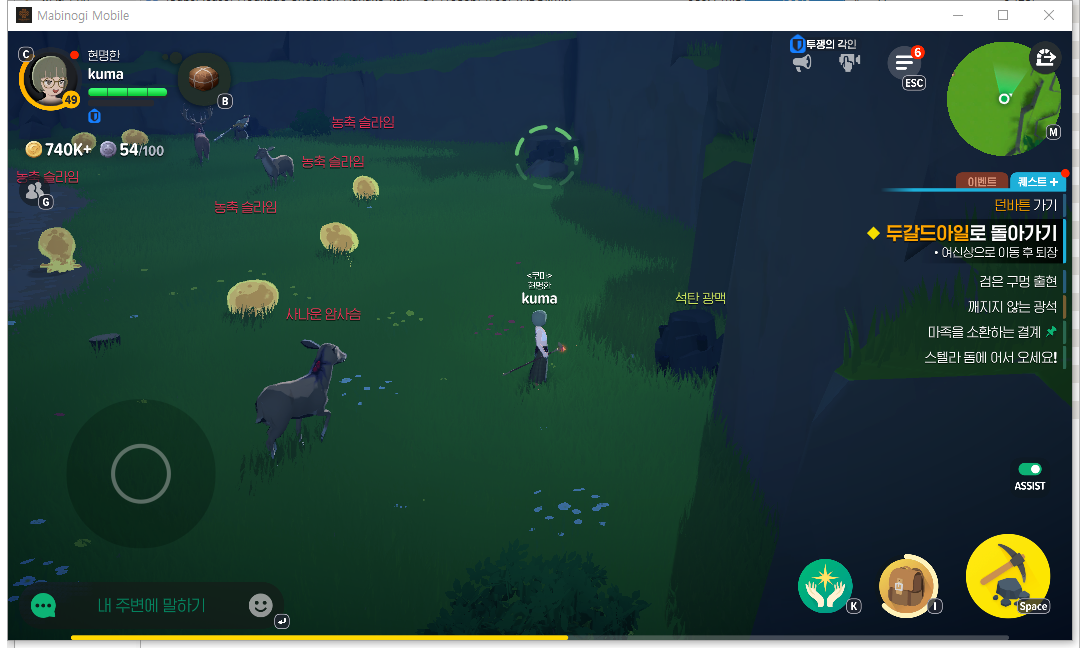 Mabinogi Mobile
C
현명한
kuma
49
B
740K+
54/100
G
투쟁의 각인
6
ESC
M
이벤트
퀘스트 +
던바튼 가기
두갈드아일로 돌아가기
• 여신상으로 이동 후 퇴장
검은 구멍 출현
깨지지 않는 광석
마족을 소환하는 결계
스텔라 돔에 어서 오세요!
농축 슬라임
농축 슬라임
농축 슬라임
농축 슬라임
사나운 암사슴
<쿠마>
현명한
kuma
석탄 광맥
ASSIST
내 주변에 말하기
K
I
Space